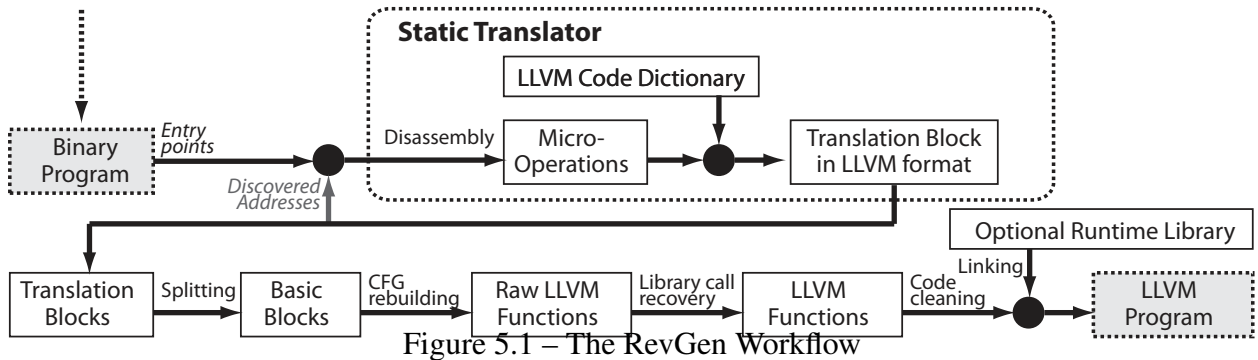 Static Translator
LLVM Code Dictionary
Binary
Program
Entry
points
Disassembly
Micro-
Operations
Translation Block
in LLVM format
Discovered
Addresses
Optional Runtime Library
Linking
Translation
Blocks
Splitting
Basic
Blocks
CFG
rebuilding
Raw LLVM
Functions
Library call
recovery
LLVM
Functions
Code
cleaning
LLVM
Program
Figure 5.1 – The RevGen Workflow